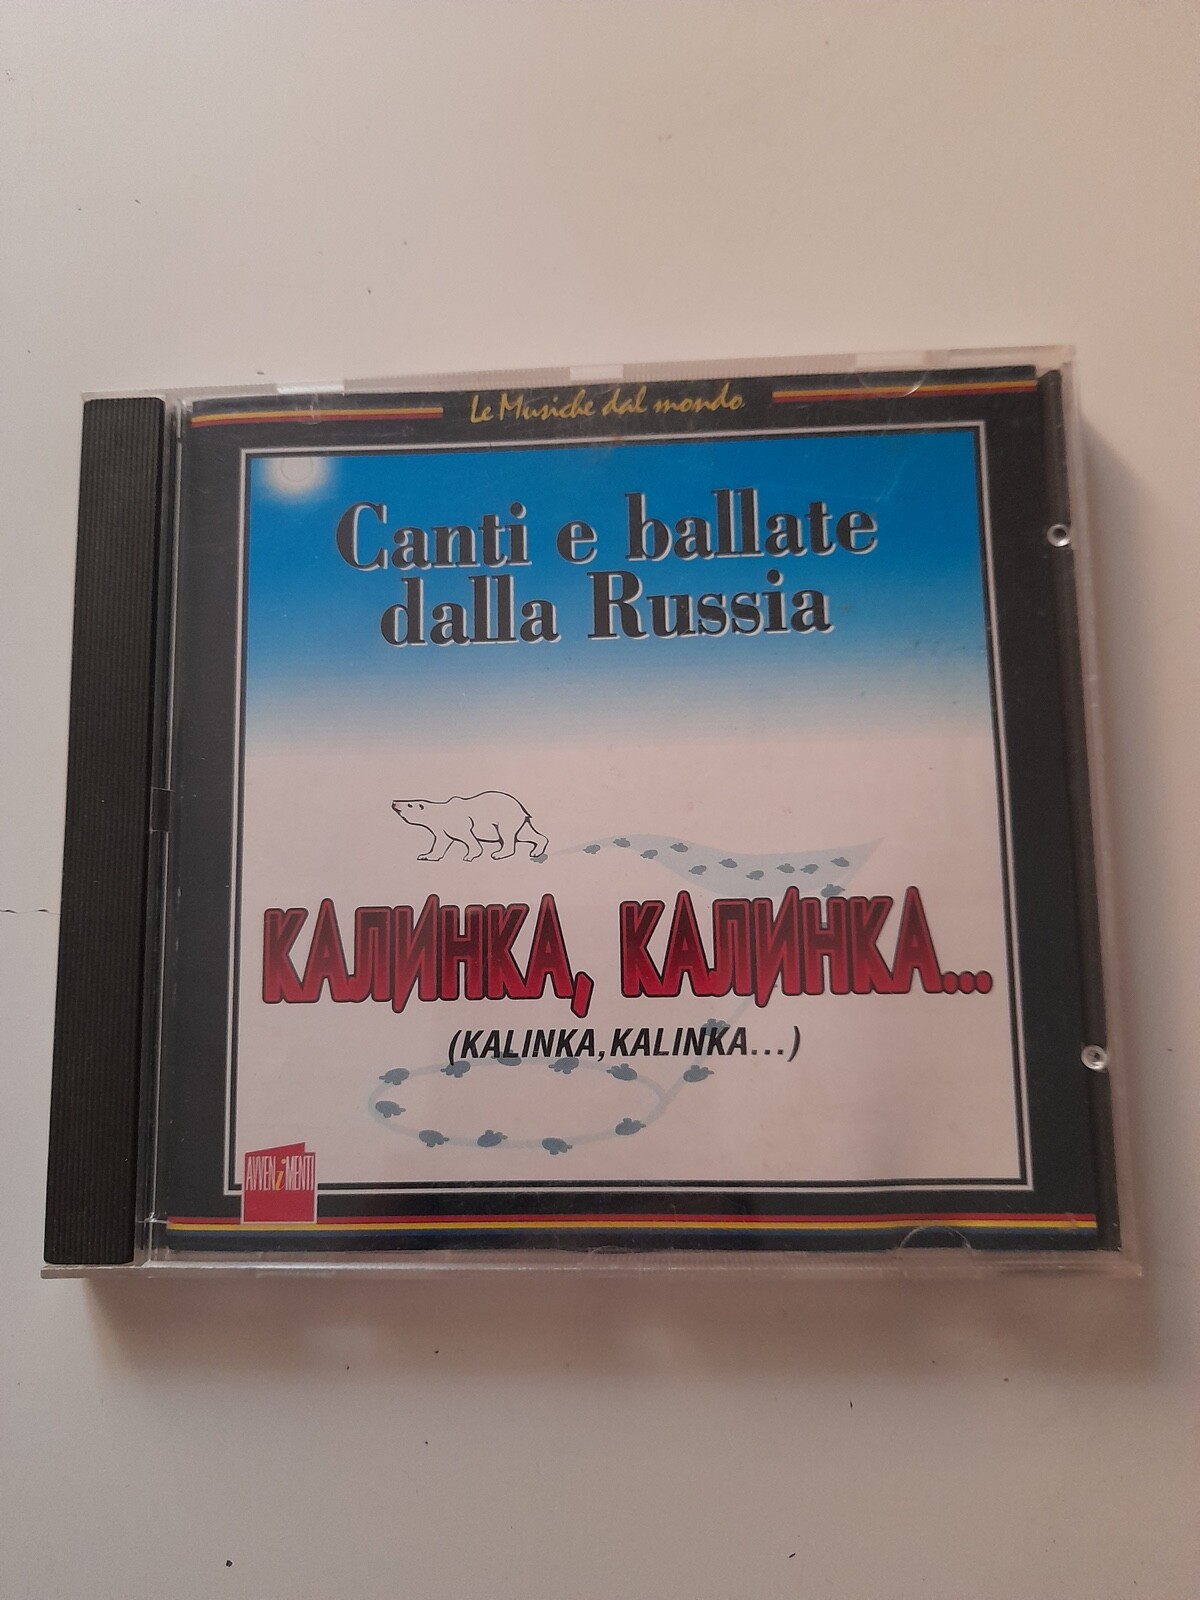 Le Musiche dal mondo
Canti e ballate
dalla Russia
КАЛИНКА, КАЛИНКА...
(KALINKA, KALINKA...)
AVVENiMENTI